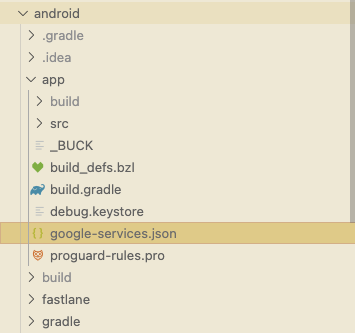 android
.gradle
.idea
app
build
src
_BUCK
build_defs.bzl
build.gradle
debug.keystore
google-services.json
proguard-rules.pro
build
fastlane
gradle